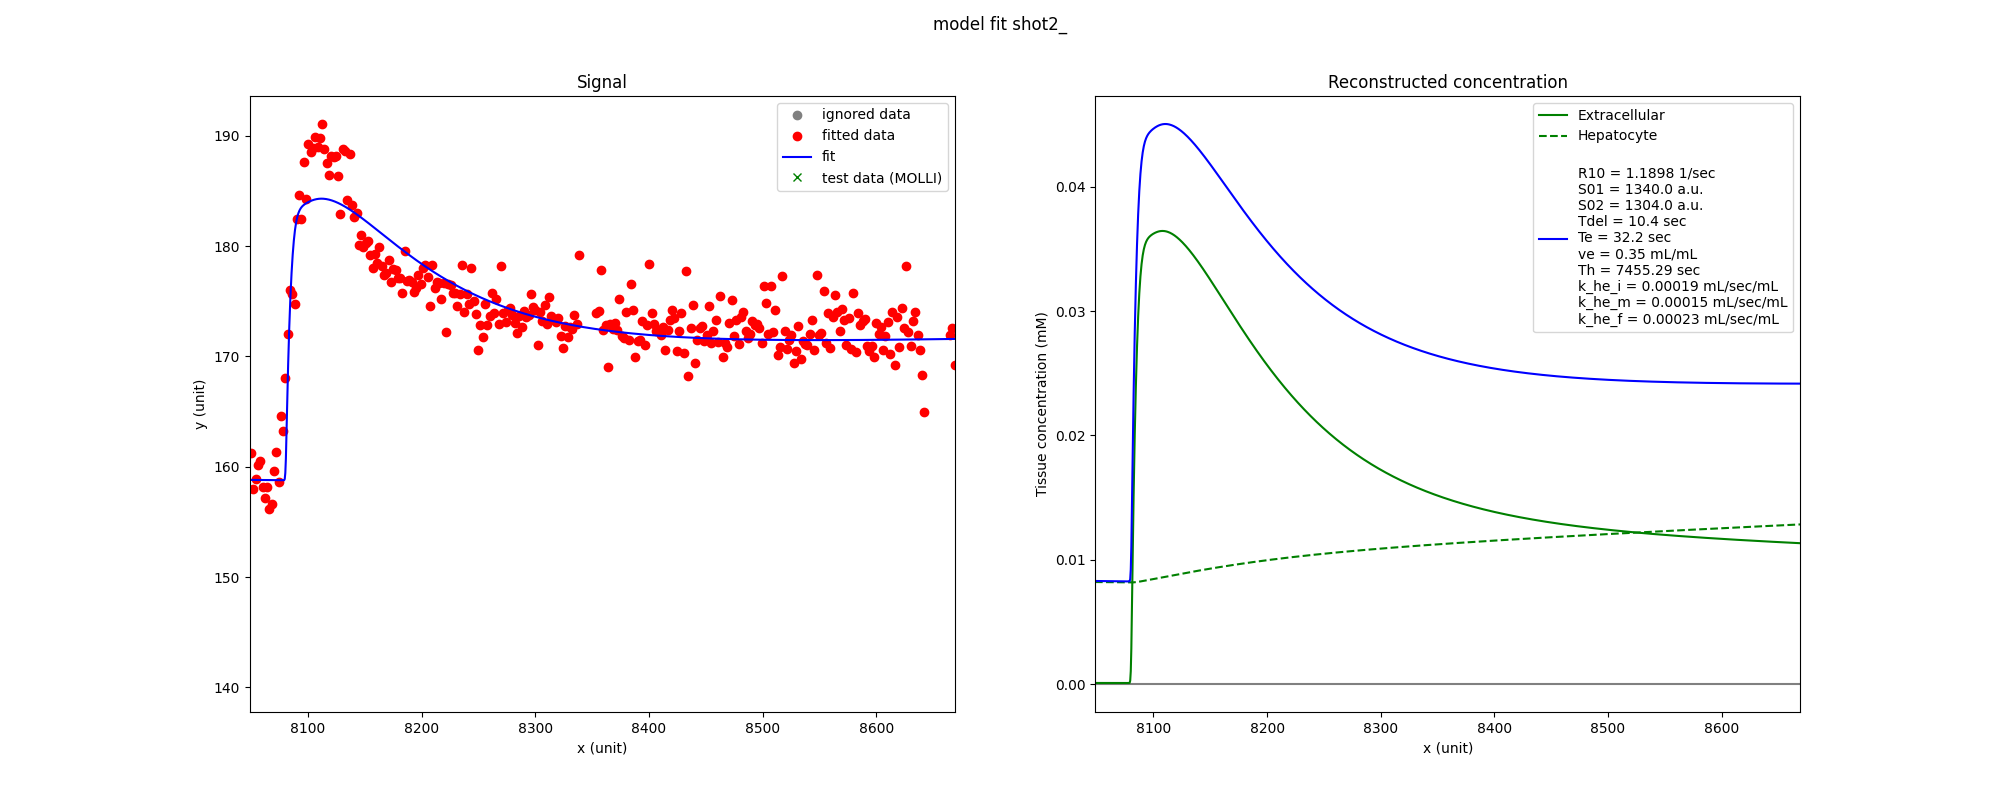 model fit shot2_
Signal
190
180
170
160
150
140
y (unit)
8100 8200 8300 8400 8500 8600
x (unit)
ignored data
fitted data
fit
test data (MOLLI)
Reconstructed concentration
0.04
0.03
0.02
0.01
0.00
Tissue concentration (mM)
8100 8200 8300 8400 8500 8600
x (unit)
Extracellular
Hepatocyte
R10 = 1.1898 1/sec
S01 = 1340.0 a.u.
S02 = 1304.0 a.u.
Tdel = 10.4 sec
Te = 32.2 sec
ve = 0.35 mL/mL
Th = 7455.29 sec
k_he_i = 0.00019 mL/sec/mL
k_he_m = 0.00015 mL/sec/mL
k_he_f = 0.00023 mL/sec/mL